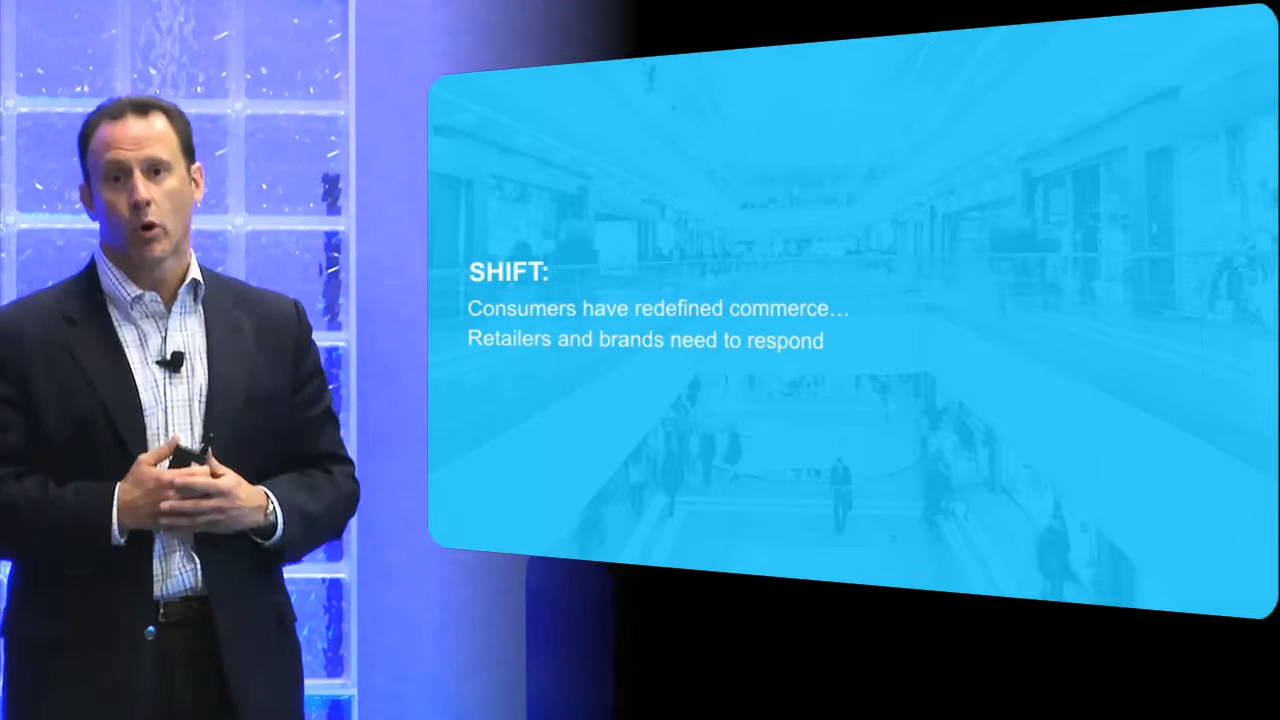 SHIFT:
Consumers have redefined commerce…
Retailers and brands need to respond